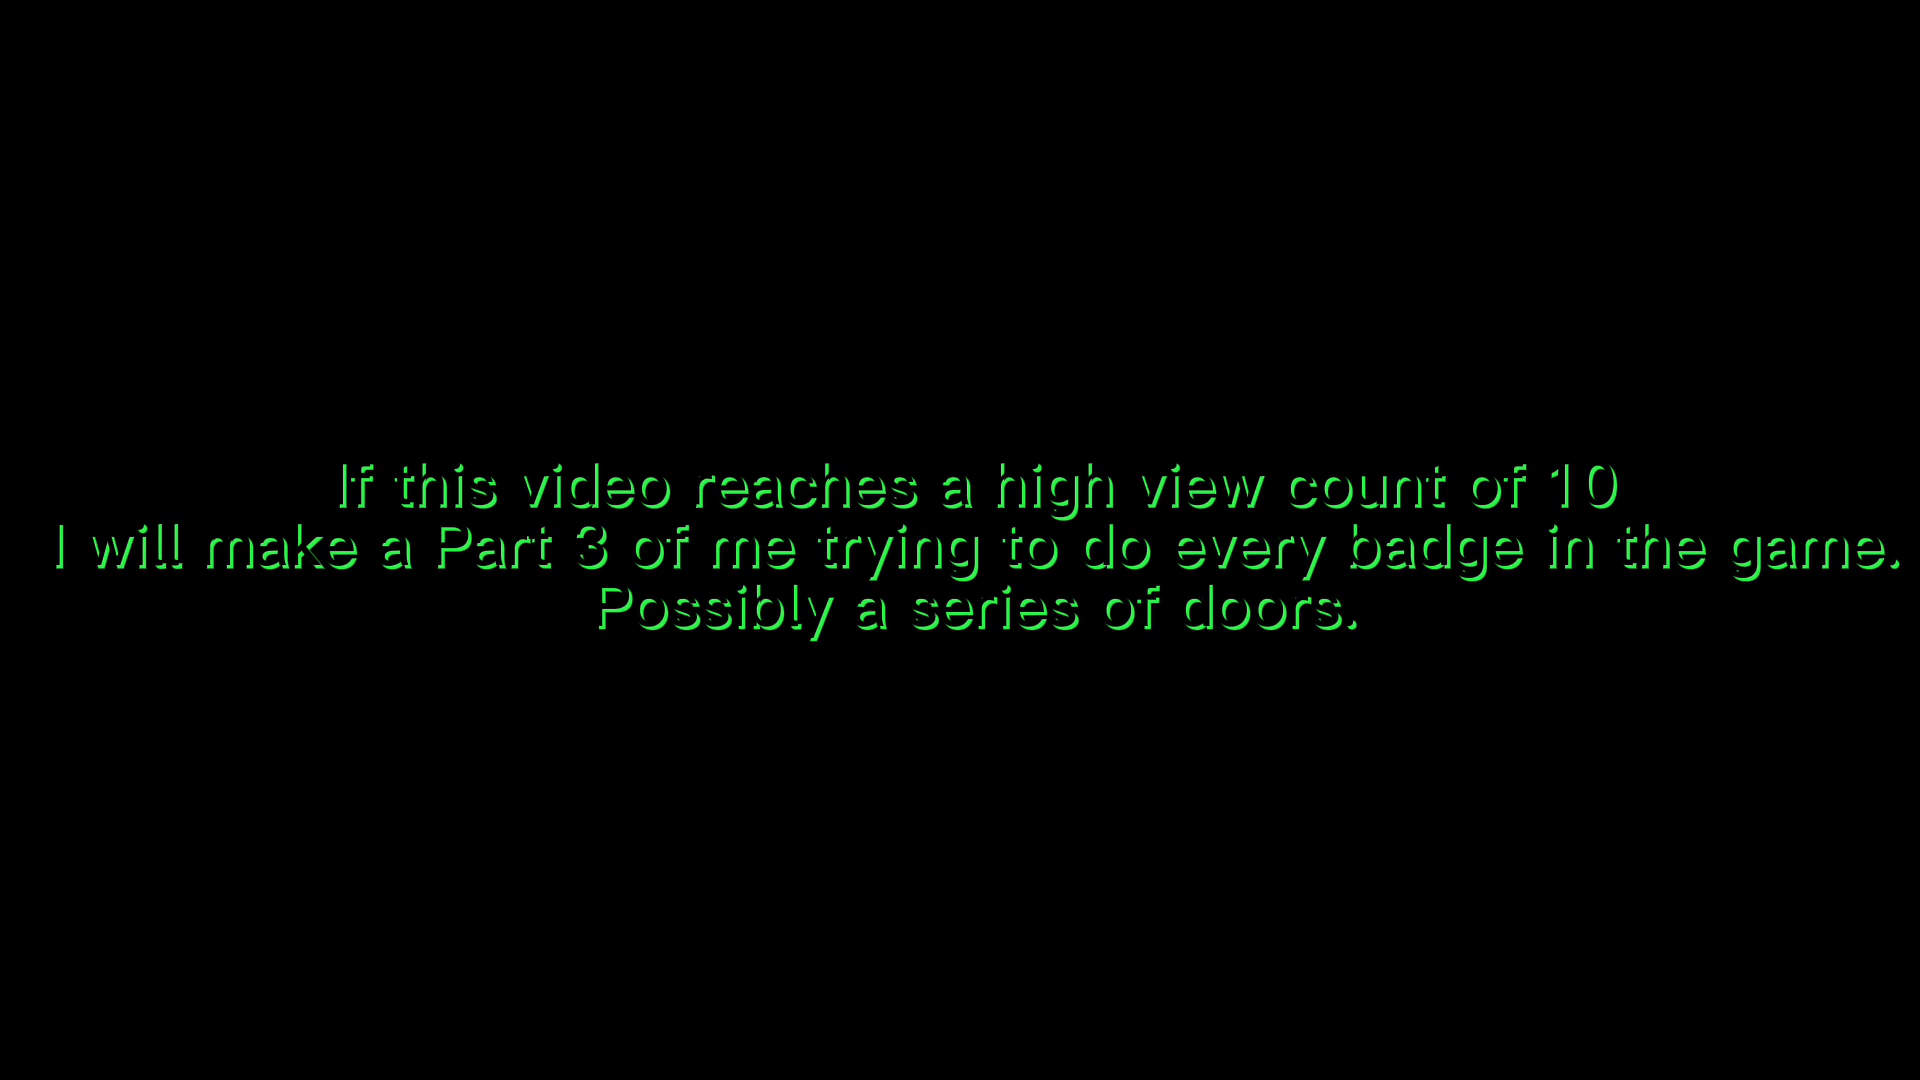 If this video reaches a high view count of 10
I will make a Part 3 of me trying to do every badge in the game.
Possibly a series of doors.